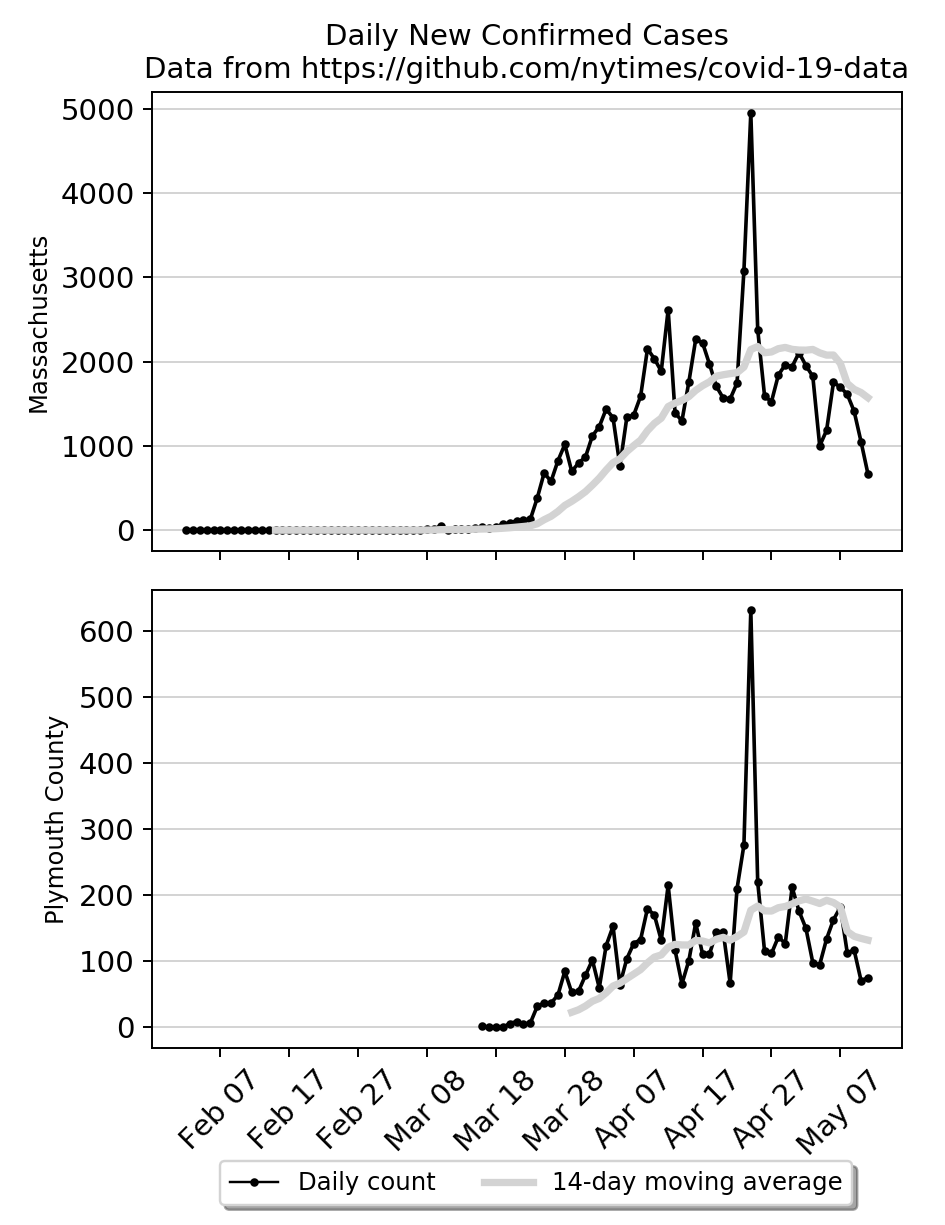 Daily New Confirmed Cases
Data from https://github.com/nytimes/covid-19-data
Massachusetts
5000
4000
3000
2000
1000
0
Plymouth County
600
500
400
300
200
100
0
Feb 07
Feb 17
Feb 27
Mar 08
Mar 18
Mar 28
Apr 07
Apr 17
Apr 27
May 07
Daily count
14-day moving average